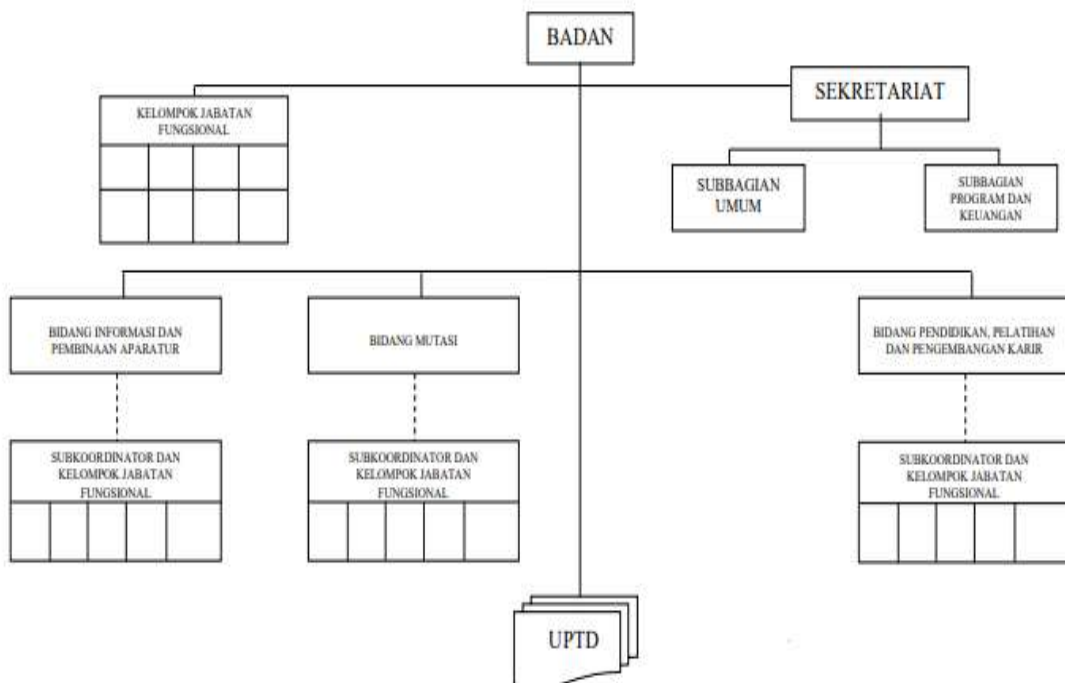 BADAN
SEKRETARIAT
KELOMPOK JABATAN
FUNGSIONAL
SUBBAGIAN
UMUM
SUBBAGIAN
PROGRAM DAN
KEUANGAN
BIDANG INFORMASI DAN
PEMBINAAN APARATUR
BIDANG MUTASI
BIDANG PENDIDIKAN, PELATIHAN
DAN PENGEMBANGAN KARIR
SUBKOORDINATOR DAN
KELOMPOK JABATAN
FUNGSIONAL
SUBKOORDINATOR DAN
KELOMPOK JABATAN
FUNGSIONAL
SUBKOORDINATOR DAN
KELOMPOK JABATAN
FUNGSIONAL
UPTD